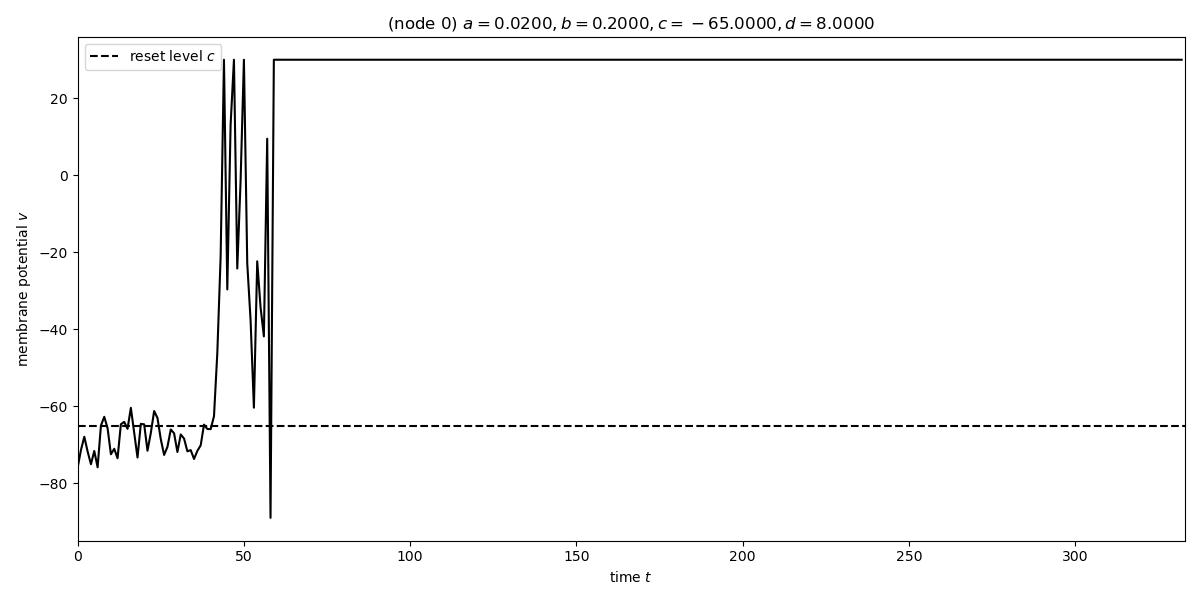 (node 0) a = 0.0200, b = 0.2000, c = −65.0000, d = 8.0000
reset level c
membrane potential v
20
0
−20
−40
−60
−80
0 50 100 150 200 250 300
time t